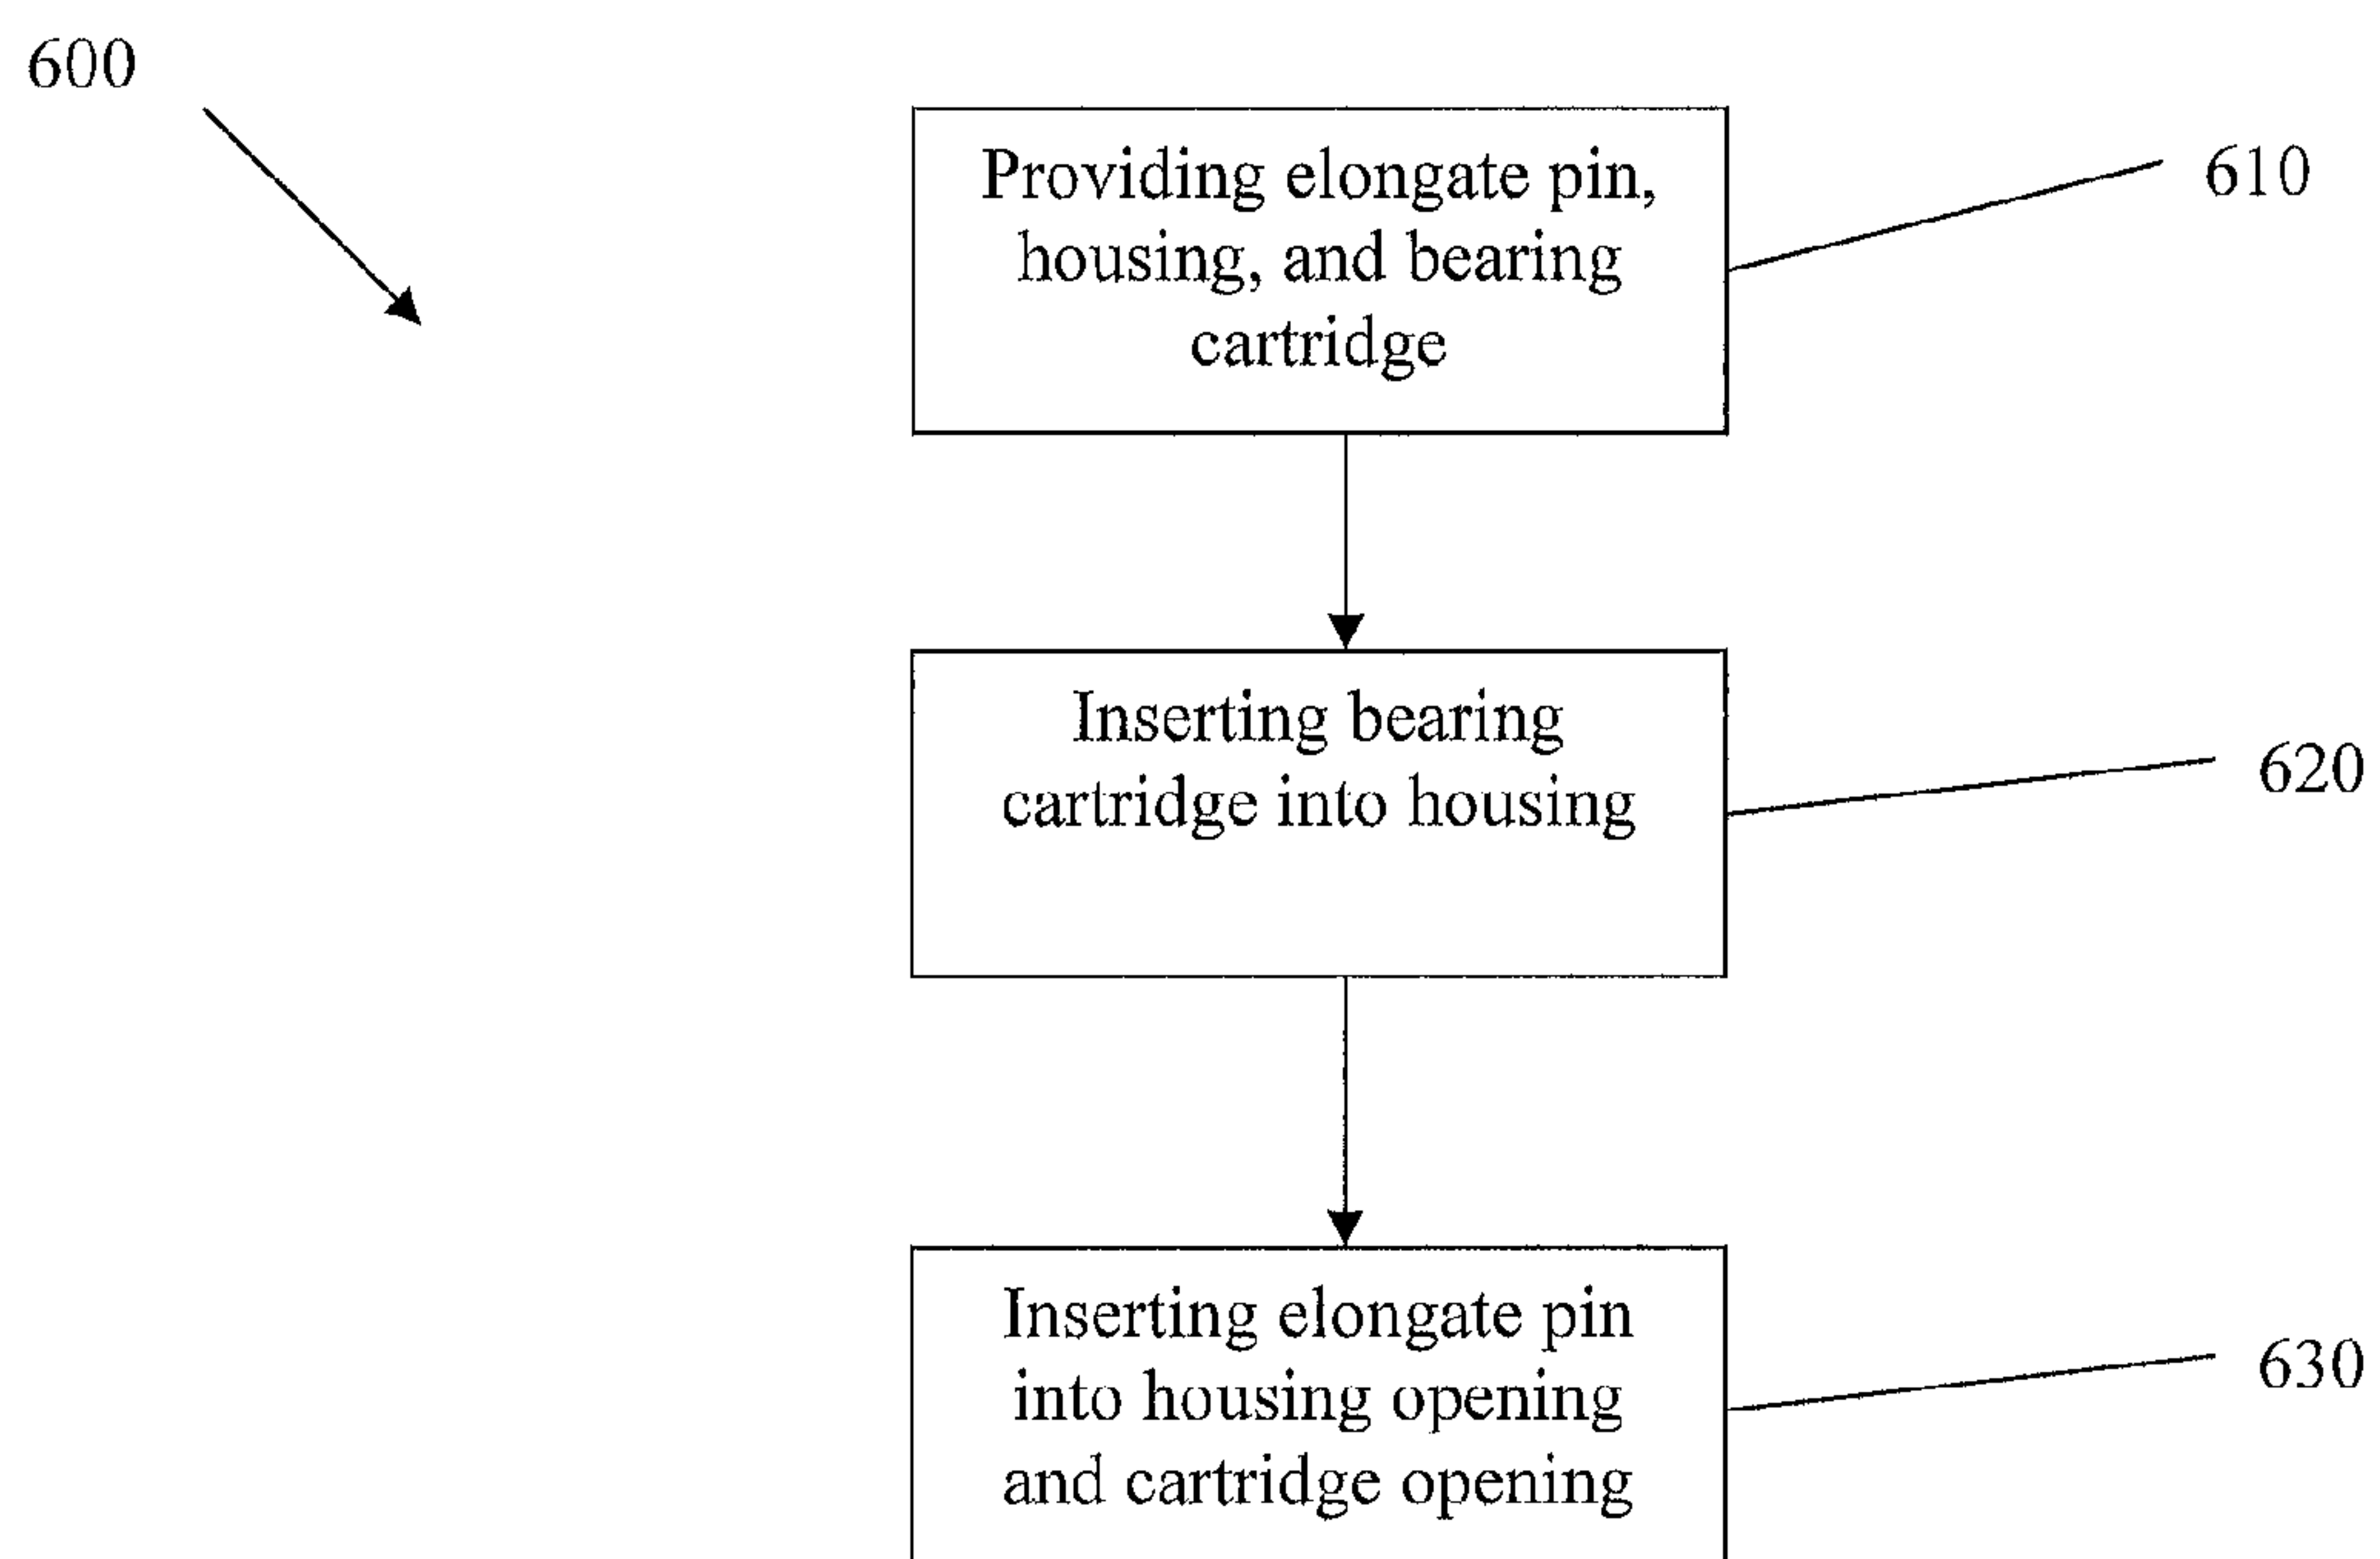 600
Providing elongate pin,
housing, and bearing
cartridge
610
Inserting bearing
cartridge into housing
620
Inserting elongate pin
into housing opening
and cartridge opening
630